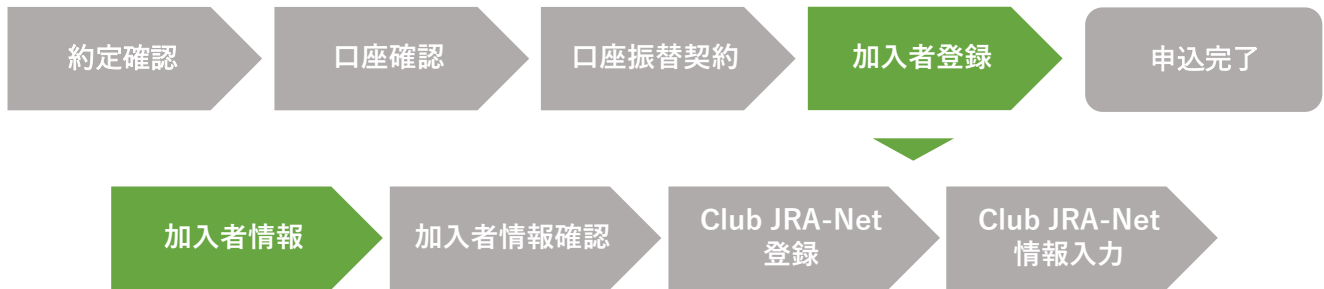 約定確認
口座確認
口座振替契約
加入者登録
申込完了
加入者情報
加入者情報確認
Club JRA-Net
登録
Club JRA-Net
情報入力